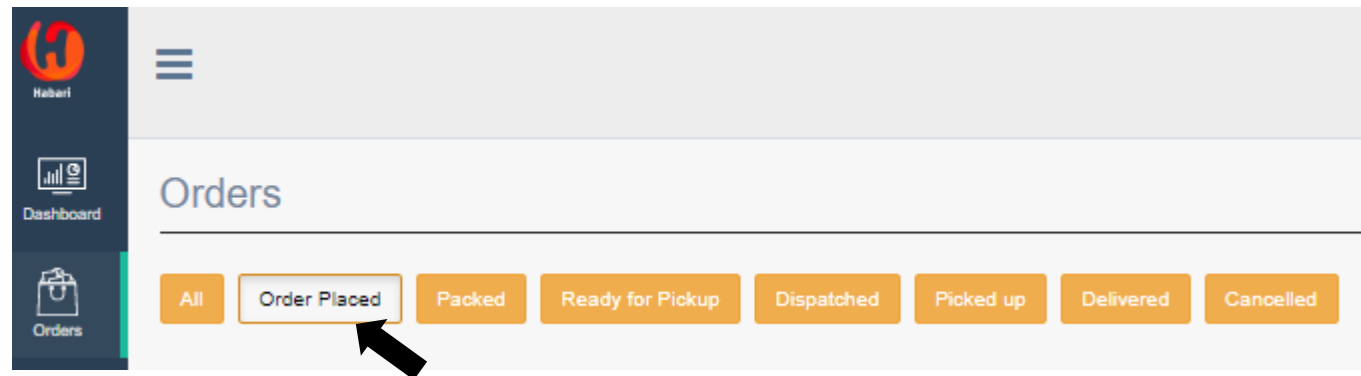 Habari
Dashboard
Orders
Orders
All Order Placed Packed Ready for Pickup Dispatched Picked up Delivered Cancelled